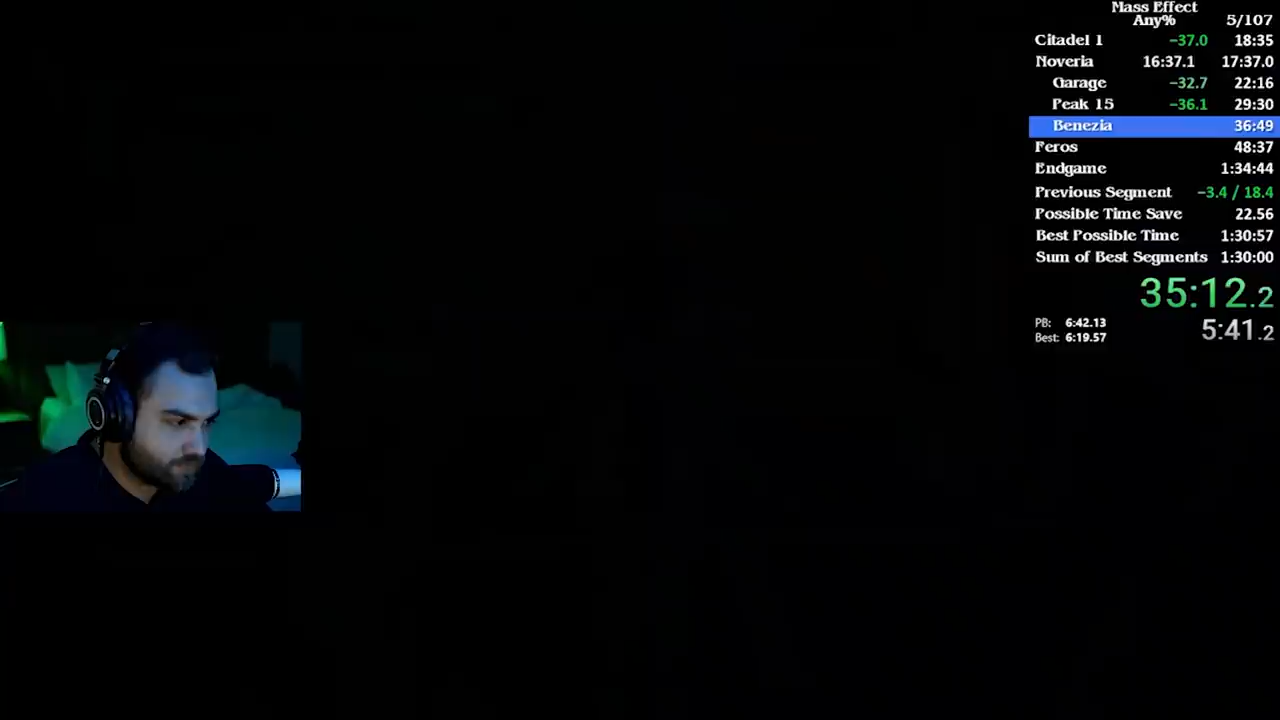 Mass Effect
Any% 5/107
Citadel 1 -37.0 18:35
Noveria 16:37.1 17:37.0
Garage -32.7 22:16
Peak 15 -36.1 29:30
Benezia 36:49
Feros 48:37
Endgame 1:34:44
Previous Segment -3.4 / 18.4
Possible Time Save 22.56
Best Possible Time 1:30:57
Sum of Best Segments 1:30:00
35:12.2
PB: 6:42.13 5:41.2
Best: 6:19.57